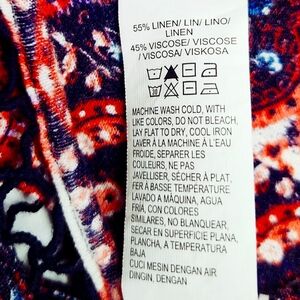 55% LINEN/ LIN/ LINO/
LINEN
45% VISCOSE/ VISCOSE
/ VISCOSA/ VISKOSA
MACHINE WASH COLD, WITH
LIKE COLORS, DO NOT BLEACH,
LAY FLAT TO DRY, COOL IRON
LAVER À LA MACHINE À L'EAU
FROIDE, SEPARER LES
COULEURS, NE PAS
JAVELLISER, SÉCHER À PLAT,
FER À BASSE TEMPÉRATURE
LAVADO A MÁQUINA, AGUA
FRÍA, CON COLORES
SIMILARES, NO BLANQUEAR,
SECAR EN SUPERFICIE PLANA,
PLANCHA, A TEMPERATURA
BAJA
CUCI MESIN DENGAN AIR
DINGIN, DENGAN